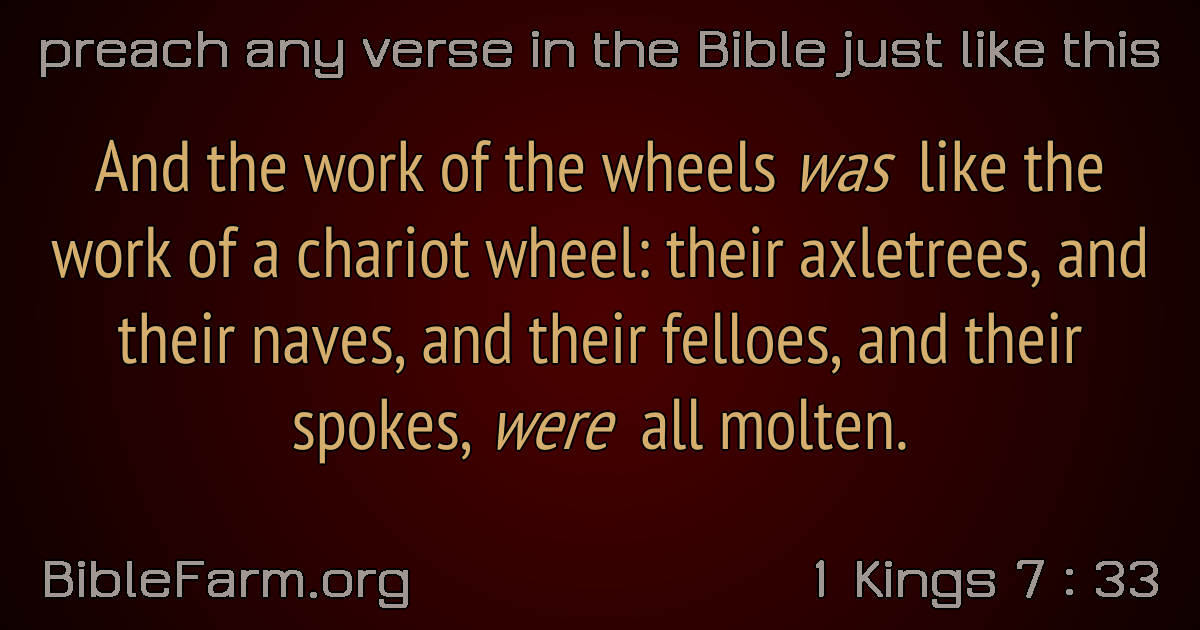 preach any verse in the Bible just like this
And the work of the wheels was like the
work of a chariot wheel: their axletrees, and
their naves, and their felloes, and their
spokes, were all molten.
BibleFarm.org
1 Kings 7 : 33